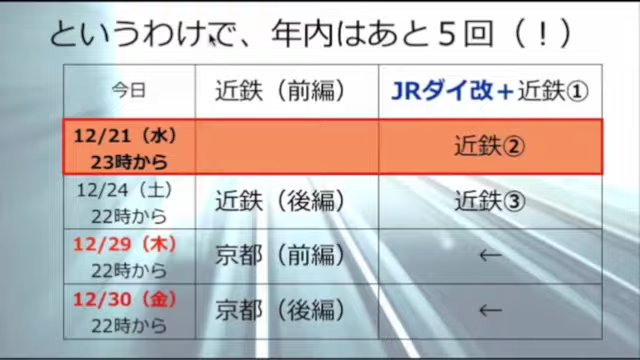 というわけで、年内はあと５回（！）
今日
近鉄（前編）
JRダイ改＋近鉄①
12/21（水）
23時から
近鉄②
12/24（土）
22時から
近鉄（後編）
近鉄③
12/29（木）
22時から
京都（前編）
←
12/30（金）
22時から
京都（後編）
←